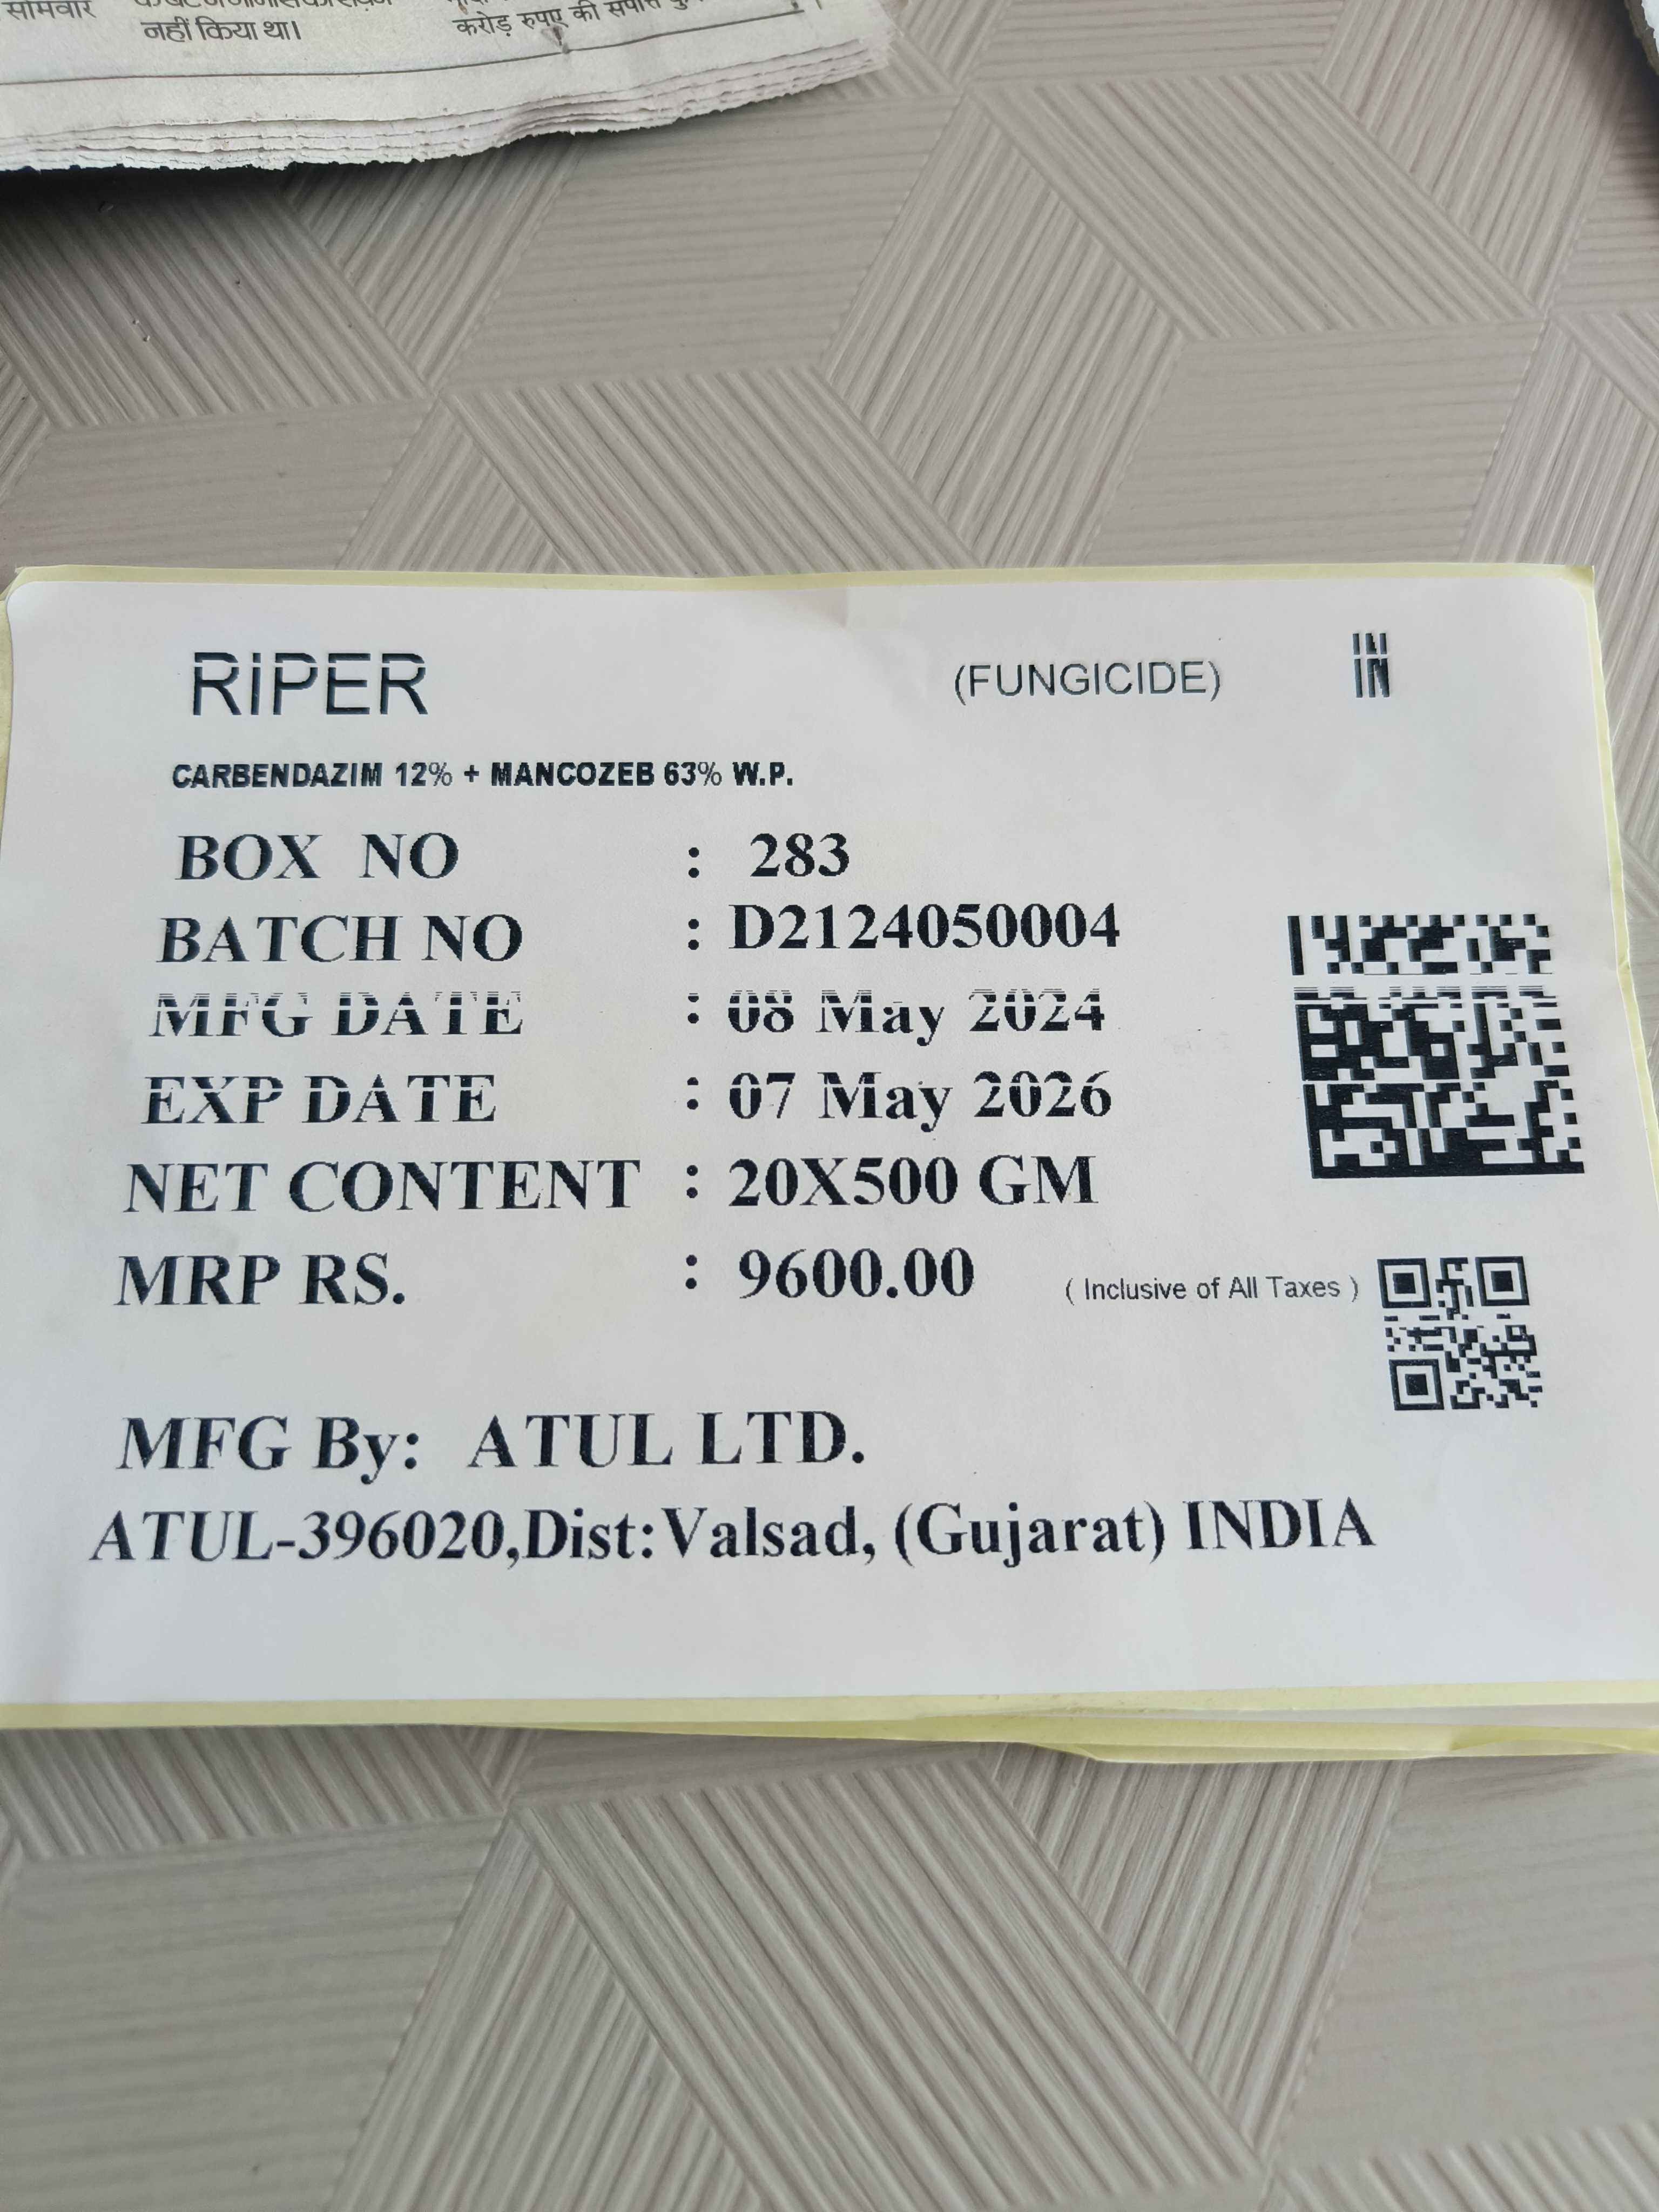 सोमवार
नहीं किया था।
करोड़ रुपए की
RIPER (FUNGICIDE) IN
CARBENDAZIM 12% + MANCOZEB 63% W.P.
BOX NO : 283
BATCH NO : D2124050004
MFG DATE : 08 May 2024
EXP DATE : 07 May 2026
NET CONTENT : 20X500 GM
MRP RS. : 9600.00 ( Inclusive of All Taxes )
MFG By: ATUL LTD.
ATUL-396020,Dist:Valsad, (Gujarat) INDIA